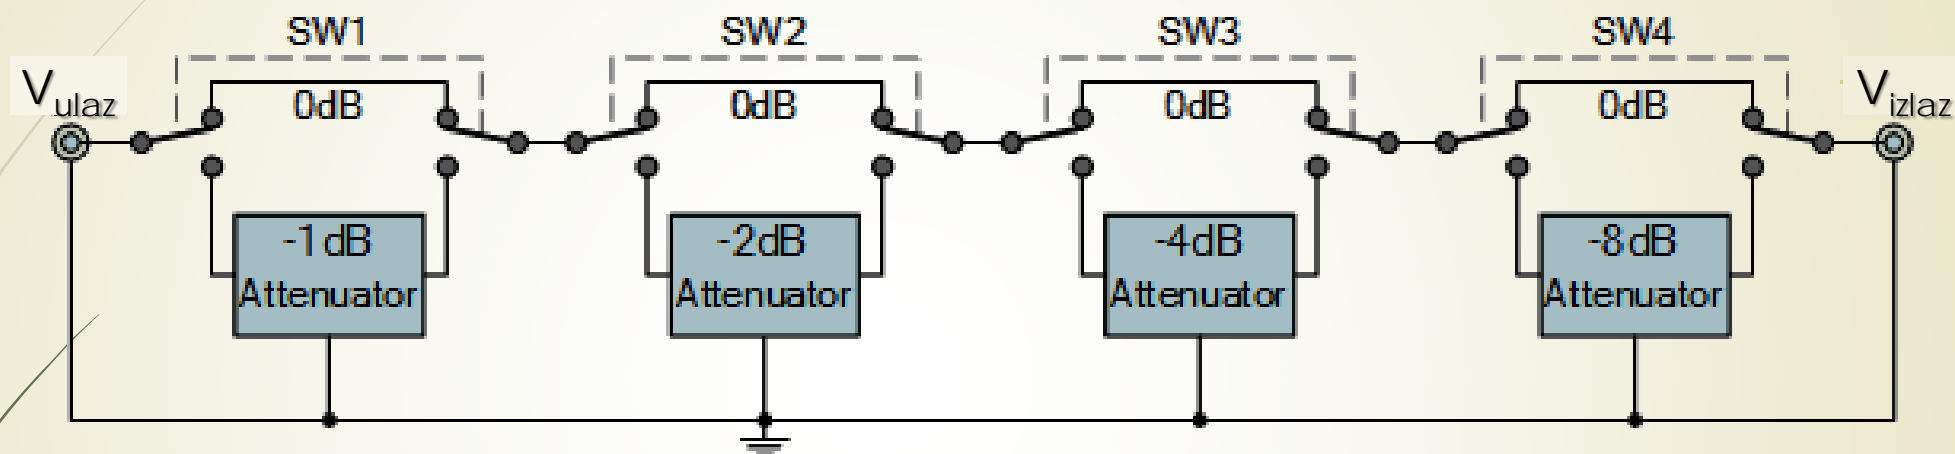 SW1
SW2
SW3
SW4
Vulaz
0dB
0dB
0dB
0dB
Vizlaz
-1dB
Attenuator
-2dB
Attenuator
-4dB
Attenuator
-8dB
Attenuator